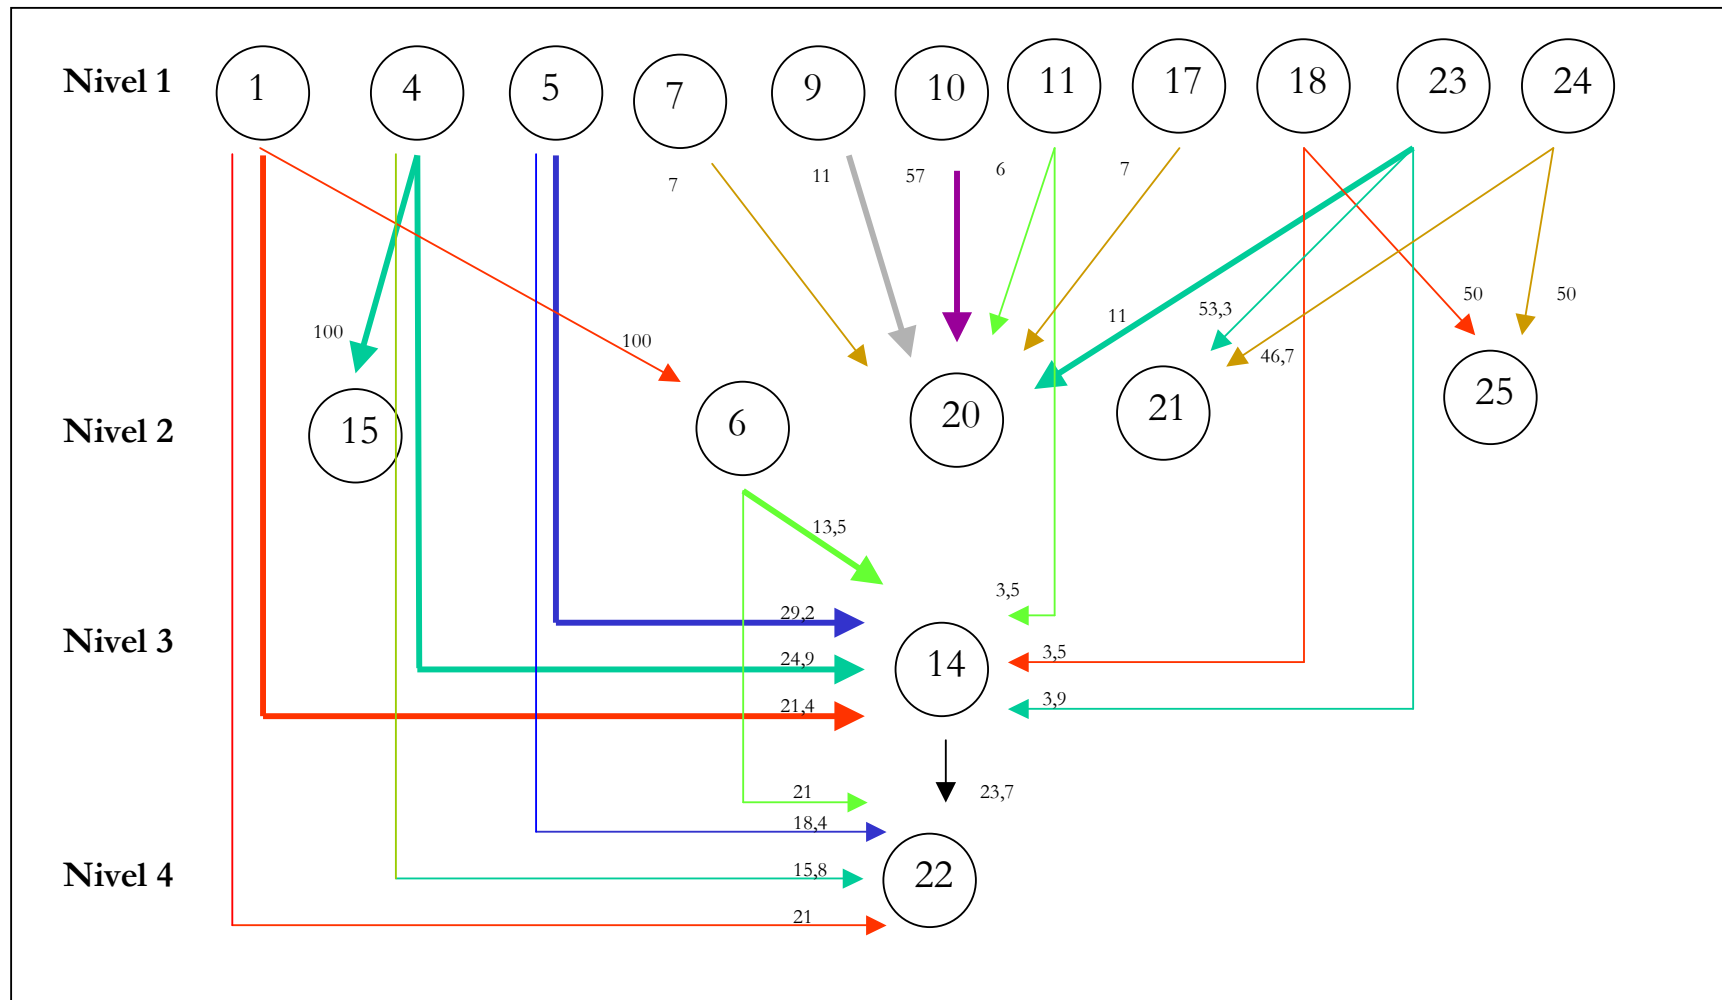 Nivel 1 1 4 5 7 9 10 11 17 18 23 24
7 11 57 6 7
50 50
11 53,3
100 100 46,7
Nivel 2 15 6 20 21 25
13,5
3,5
29,2
Nivel 3 24,9 14 3,5
21,4 3,9
21 23,7
18,4
Nivel 4 15,8 22
21